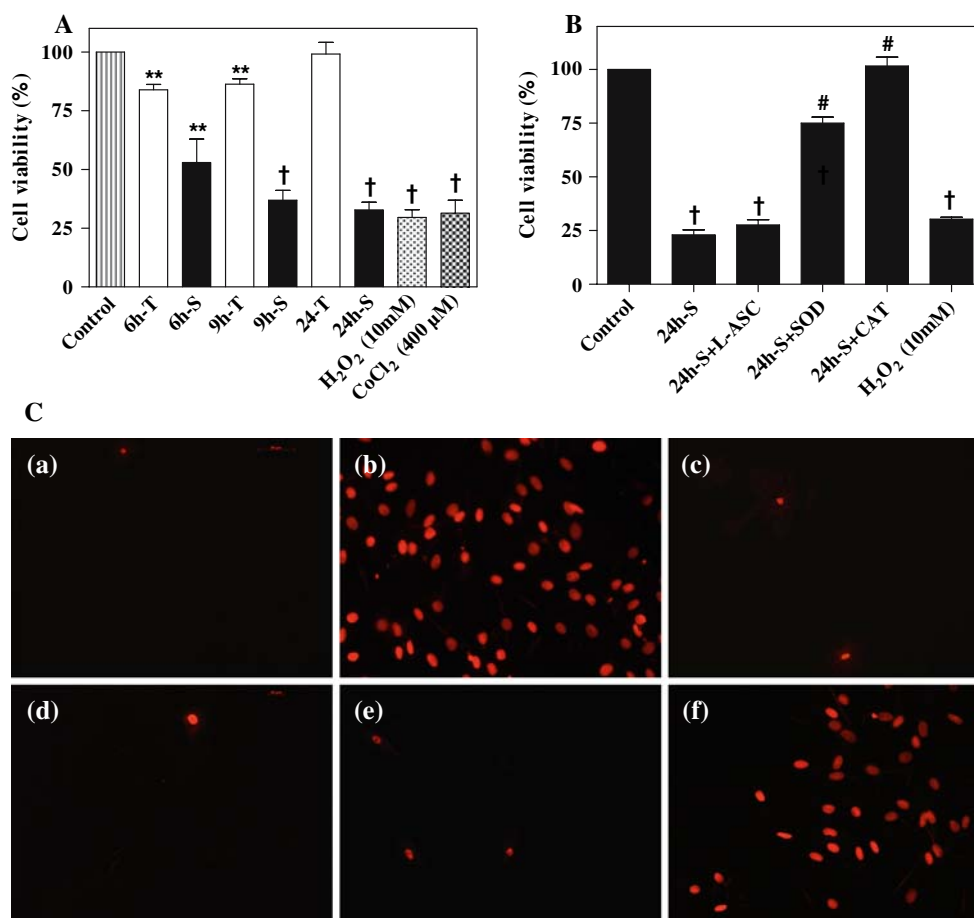 A
B
Cell viability (%)
100
75
50
25
0
**
**
**
†
†
†
†
Control
6h-T
6h-S
9h-T
9h-S
24-T
24h-S
H₂O₂ (10mM)
CoCl₂ (400 µM)
Cell viability (%)
100
75
50
25
0
†
†
#
†
#
†
Control
24h-S
24h-S+L-ASC
24h-S+SOD
24h-S+CAT
H₂O₂ (10mM)
C
(a)
(b)
(c)
(d)
(e)
(f)